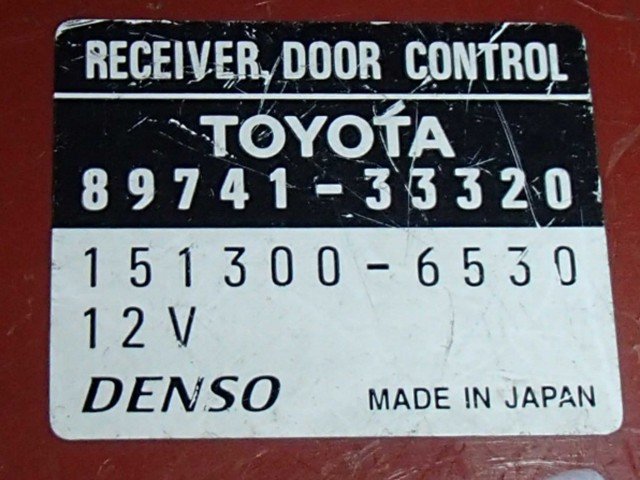 RECEIVER, DOOR CONTROL
TOYOTA
89741-33320
151300-6530
12V
DENSO MADE IN JAPAN